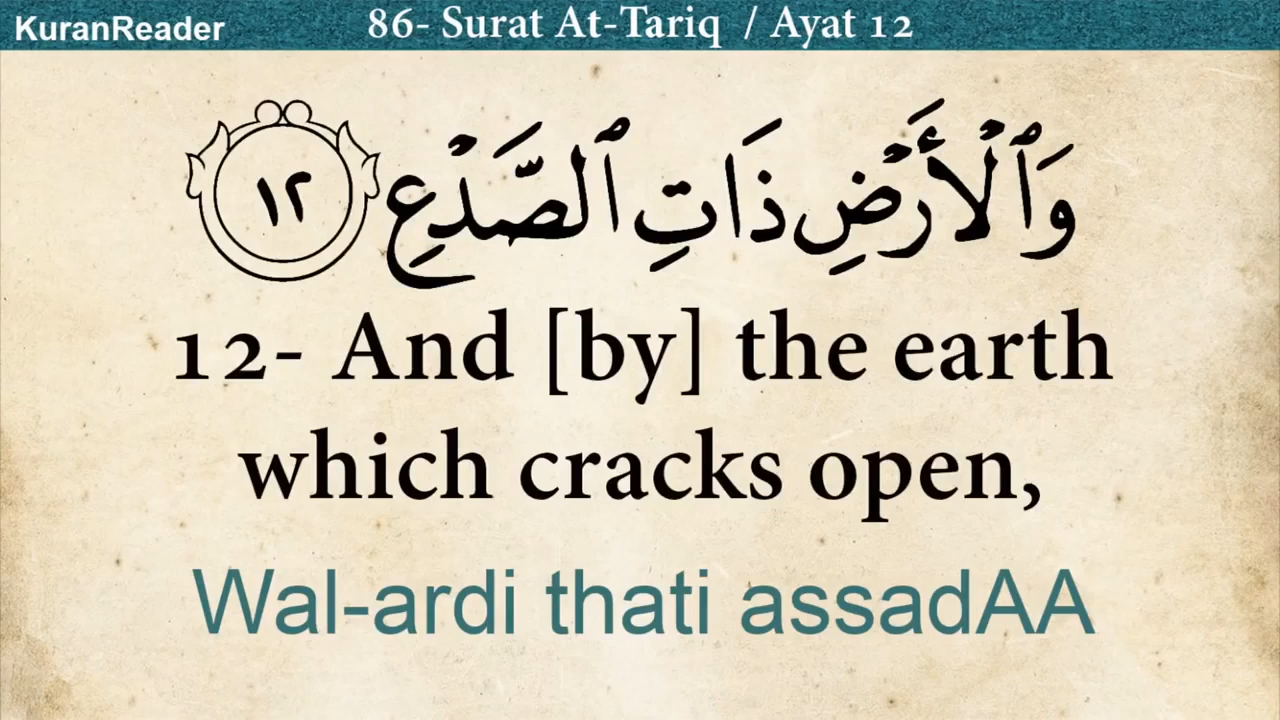 KuranReader
86- Surat At-Tariq / Ayat 12
وَٱلْأَرْضِ ذَاتِ ٱلصَّدْعِ ١٢
12- And [by] the earth
which cracks open,
Wal-ardi thati assadAA